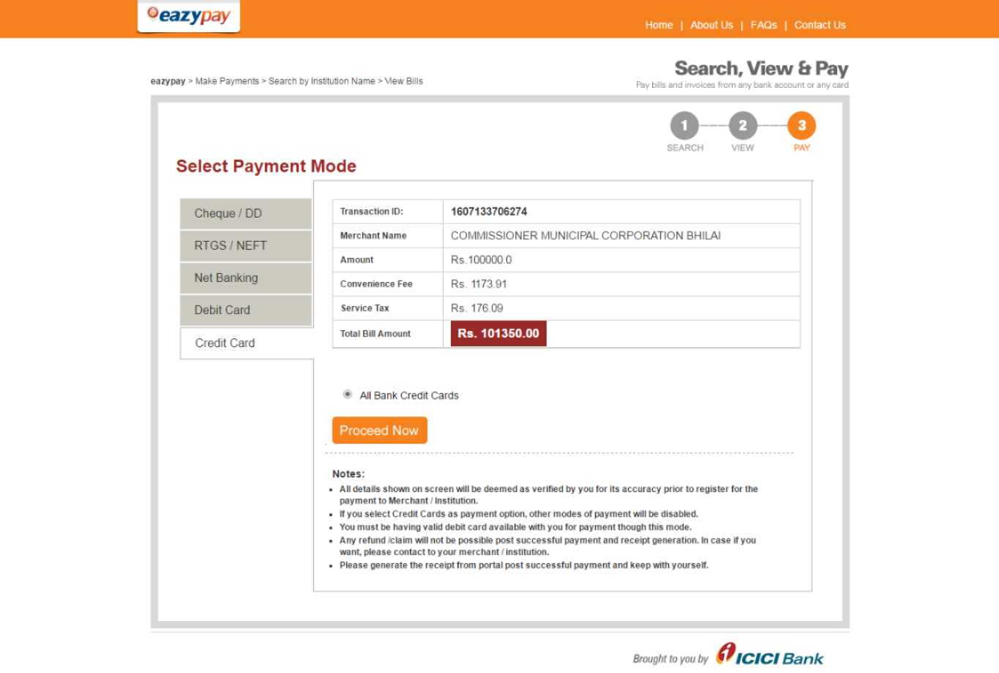 eazypay
Home | About Us | FAQs | Contact Us
Search, View & Pay
Pay bills and invoices from any bank account or any card
eazypay > Make Payments > Search by Institution Name > View Bills
1 2 3
SEARCH VIEW PAY
Select Payment Mode
Cheque / DD
RTGS / NEFT
Net Banking
Debit Card
Credit Card
Transaction ID: 1607133706274
Merchant Name COMMISSIONER MUNICIPAL CORPORATION BHILAI
Amount Rs.100000.0
Convenience Fee Rs. 1173.91
Service Tax Rs. 176.09
Total Bill Amount Rs. 101350.00
All Bank Credit Cards
Proceed Now
Notes:
• All details shown on screen will be deemed as verified by you for its accuracy prior to register for the
payment to Merchant / Institution.
• If you select Credit Cards as payment option, other modes of payment will be disabled.
• You must be having valid debit card available with you for payment though this mode.
• Any refund /claim will not be possible post successful payment and receipt generation. In case if you
want, please contact to your merchant / institution.
• Please generate the receipt from portal post successful payment and keep with yourself.
Brought to you by ICICI Bank